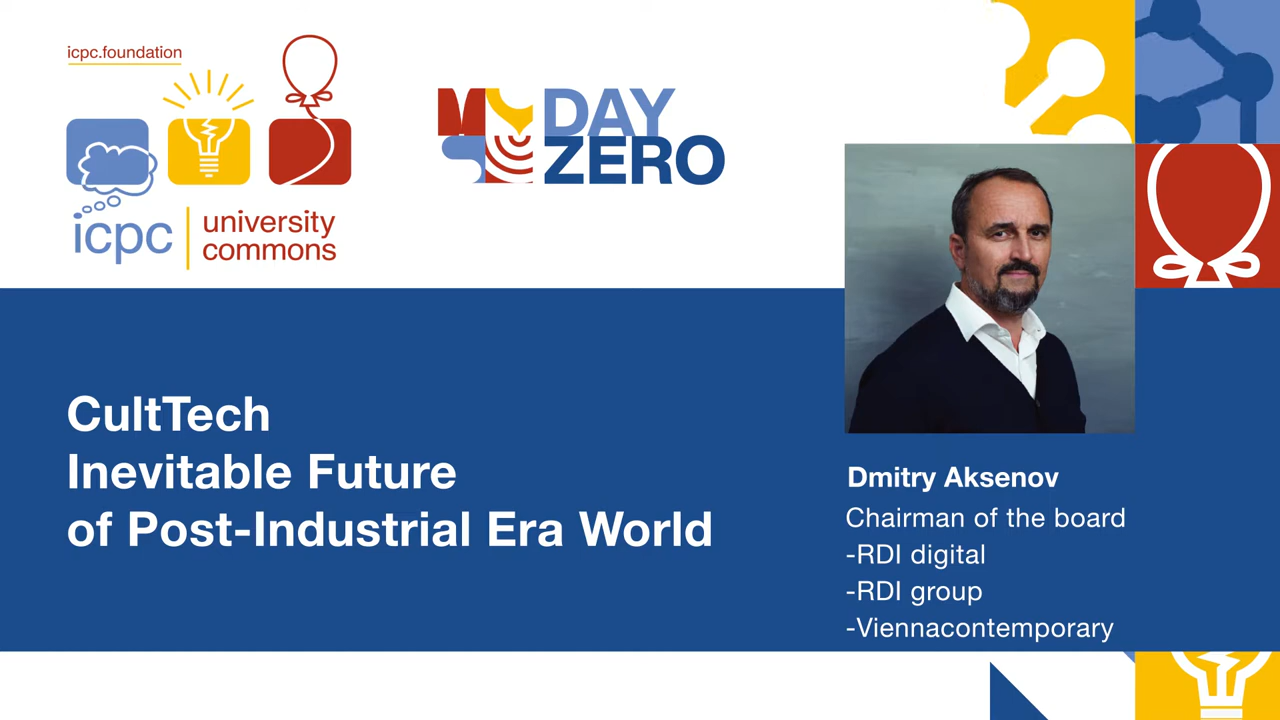 icpc.foundation
icpc
university
commons
DAY
ZERO
CultTech
Inevitable Future
of Post-Industrial Era World
Dmitry Aksenov
Chairman of the board
-RDI digital
-RDI group
-Viennacontemporary